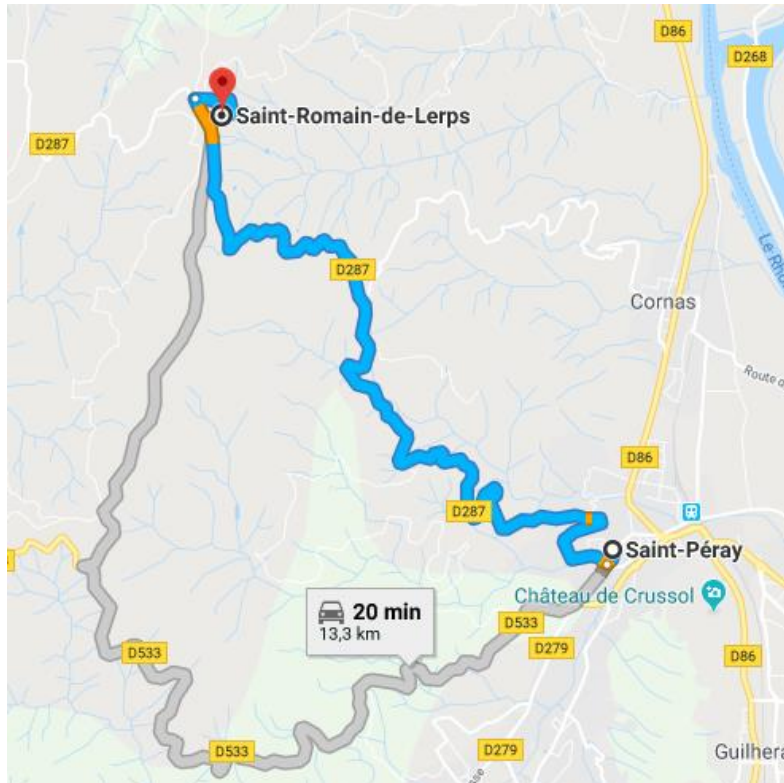 D86
D268
Saint-Romain-de-Lerps
D287
D287
Cornas
Route d
D86
D287
Saint-Péray
Château de Crussol
20 min
13,3 km
D533
D279
D533
D86
D533
D279
Guilhera